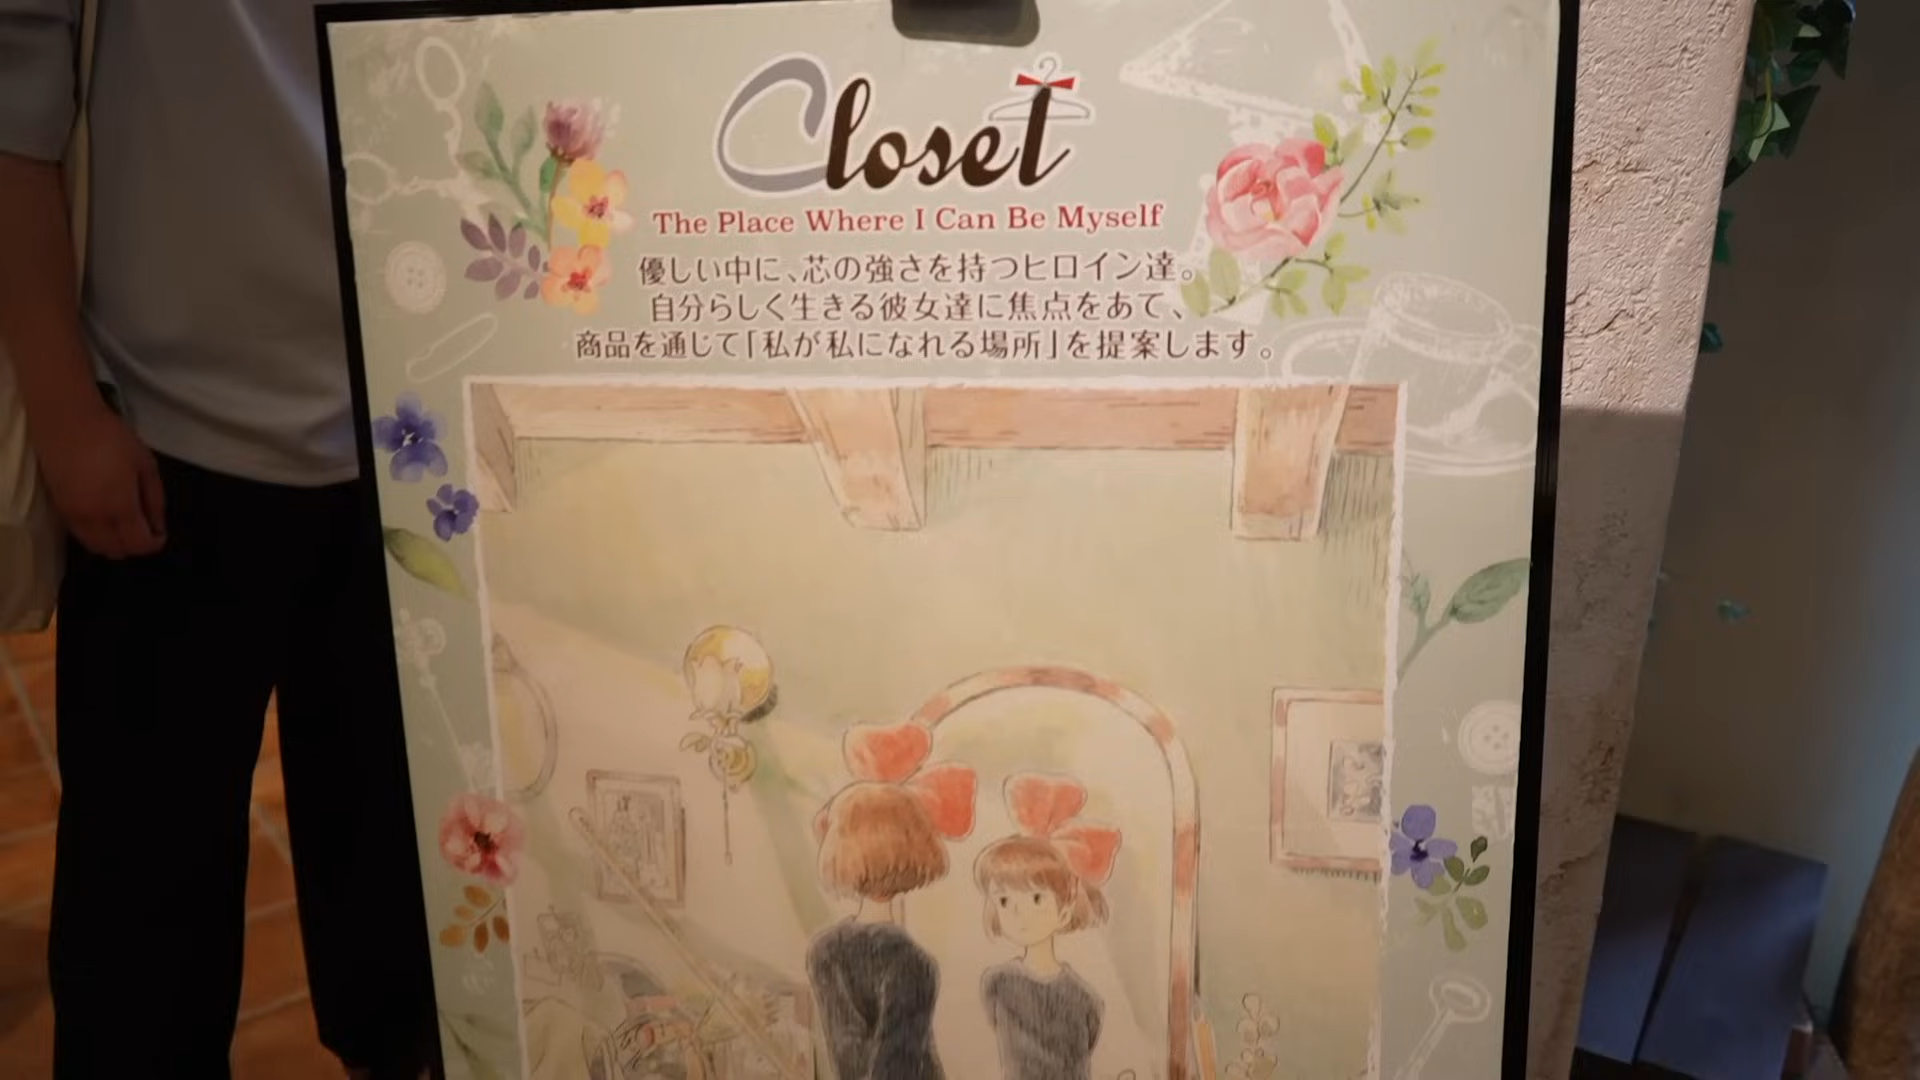 Closet
The Place Where I Can Be Myself
優しい中に、芯の強さを持つヒロイン達。
自分らしく生きる彼女達に焦点をあて、
商品を通じて「私が私になれる場所」を提案します。